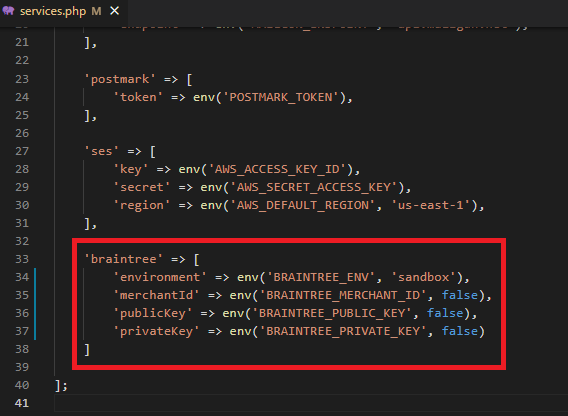 services.php M ×
21 ],
22
23 'postmark' => [
24 'token' => env('POSTMARK_TOKEN'),
25 ],
26
27 'ses' => [
28 'key' => env('AWS_ACCESS_KEY_ID'),
29 'secret' => env('AWS_SECRET_ACCESS_KEY'),
30 'region' => env('AWS_DEFAULT_REGION', 'us-east-1'),
31 ],
32
33 'braintree' => [
34 'environment' => env('BRAINTREE_ENV', 'sandbox'),
35 'merchantId' => env('BRAINTREE_MERCHANT_ID', false),
36 'publicKey' => env('BRAINTREE_PUBLIC_KEY', false),
37 'privateKey' => env('BRAINTREE_PRIVATE_KEY', false)
38 ]
39
40 ];
41